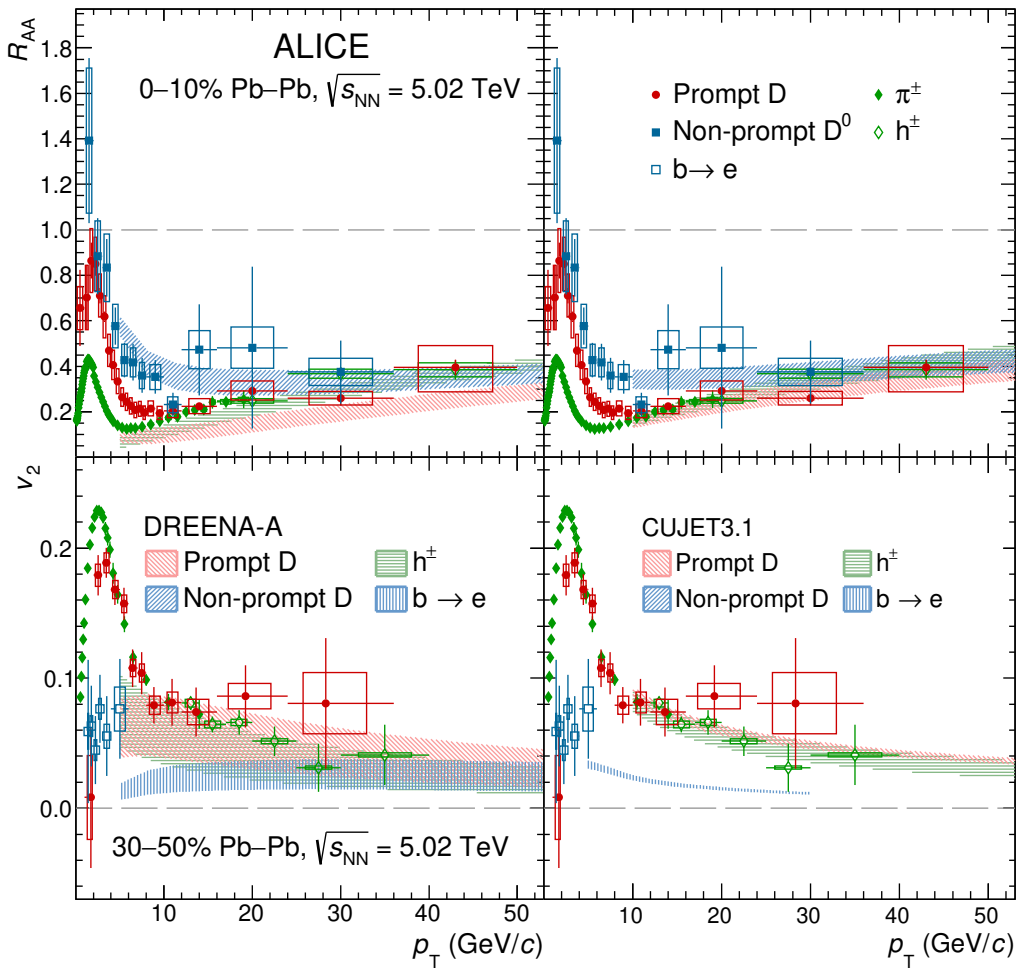 R_AA
ALICE
0–10% Pb–Pb, √s_NN = 5.02 TeV
Prompt D
π±
Non-prompt D⁰
h±
b→ e
1.8
1.6
1.4
1.2
1.0
0.8
0.6
0.4
0.2
v₂
DREENA-A
Prompt D
h±
Non-prompt D
b → e
CUJET3.1
Prompt D
h±
Non-prompt D
b → e
0.2
0.1
0.0
30–50% Pb–Pb, √s_NN = 5.02 TeV
0 10 20 30 40 50
10 20 30 40 50
p_T (GeV/c)
p_T (GeV/c)